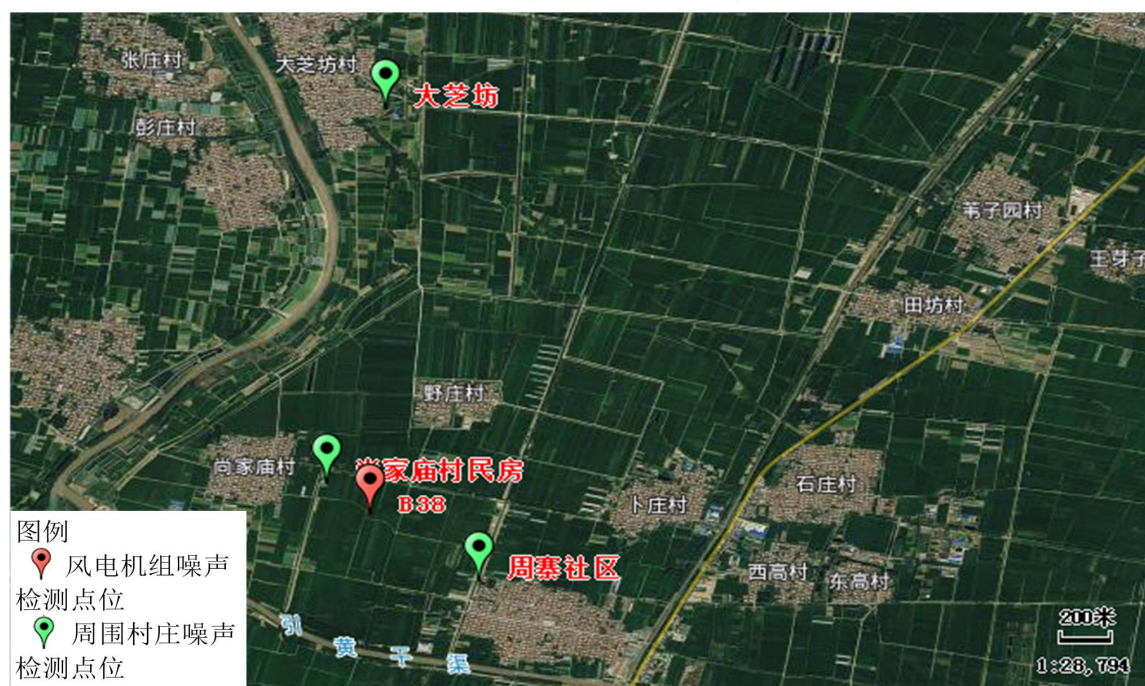 张庄村
大芝坊村
大芝坊
彭庄村
苇子园村
王芽子
田坊村
野庄村
尚家庙村
尚家庙村民房
B38
卜庄村
石庄村
周寨社区
西高村
东高村
引黄干渠
200米
1:28,794
图例
风电机组噪声
检测点位
周围村庄噪声
检测点位